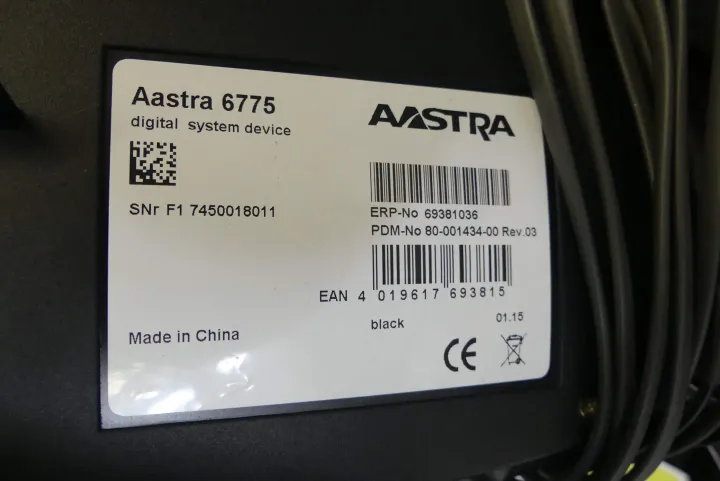 Aastra 6775
digital system device
AASTRA
SNr F1 7450018011
ERP-No 69381036
PDM-No 80-001434-00 Rev.03
EAN 4 019617 693815
Made in China
black
01.15
CE